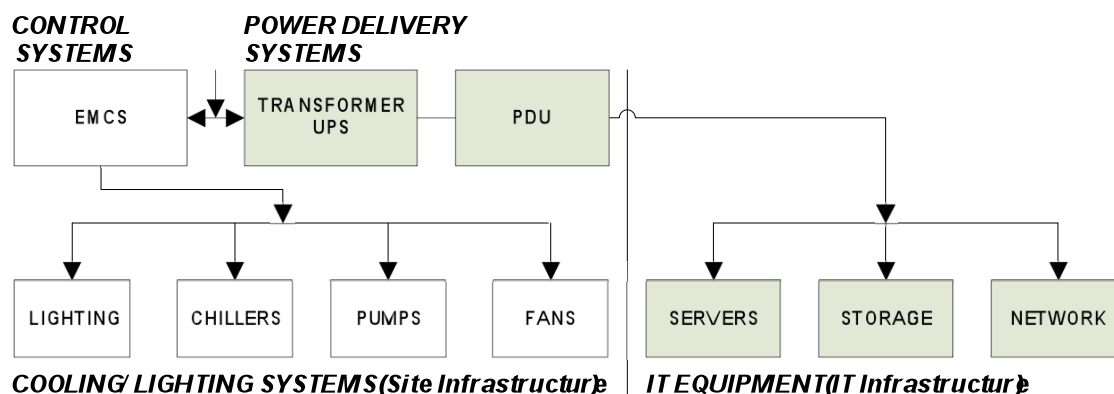 CONTROL
SYSTEMS
POWER DELIVERY
SYSTEMS
EMCS
TRANSFORMER
UPS
PDU
LIGHTING
CHILLERS
PUMPS
FANS
SERVERS
STORAGE
NETWORK
COOLING/ LIGHTING SYSTEMS(Site Infrastructure
IT EQUIPMENT(IT Infrastructure